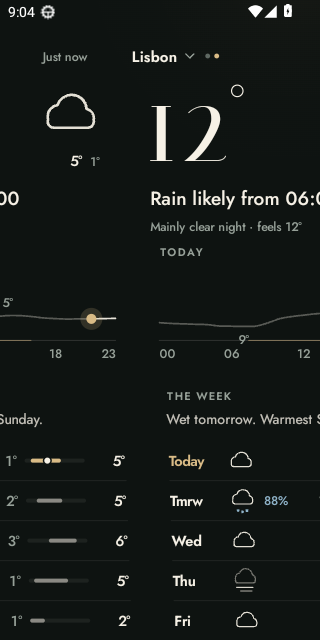 9:04
Just now
Lisbon
12°
5° 1°
00
Rain likely from 06:0
Mainly clear night · feels 12°
TODAY
5°
9°
18 23
00 06 12
THE WEEK
Sunday.
Wet tomorrow. Warmest S
1° 5°
Today
2° 5°
Tmrw 88%
3° 6°
Wed
1° 5°
Thu
1° 2°
Fri